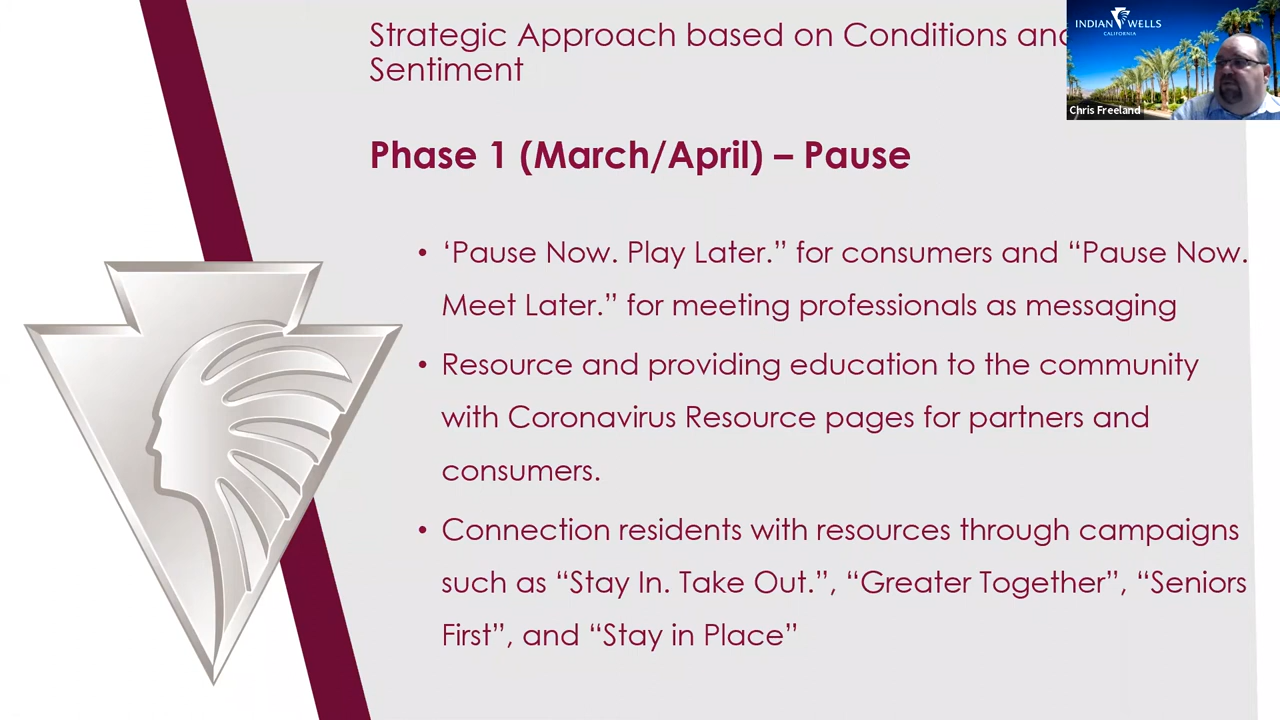 Strategic Approach based on Conditions and
Sentiment
INDIAN WELLS
CALIFORNIA
Chris Freeland
Phase 1 (March/April) – Pause
• ‘Pause Now. Play Later.” for consumers and “Pause Now.
Meet Later.” for meeting professionals as messaging
• Resource and providing education to the community
with Coronavirus Resource pages for partners and
consumers.
• Connection residents with resources through campaigns
such as “Stay In. Take Out.”, “Greater Together”, “Seniors
First”, and “Stay in Place”